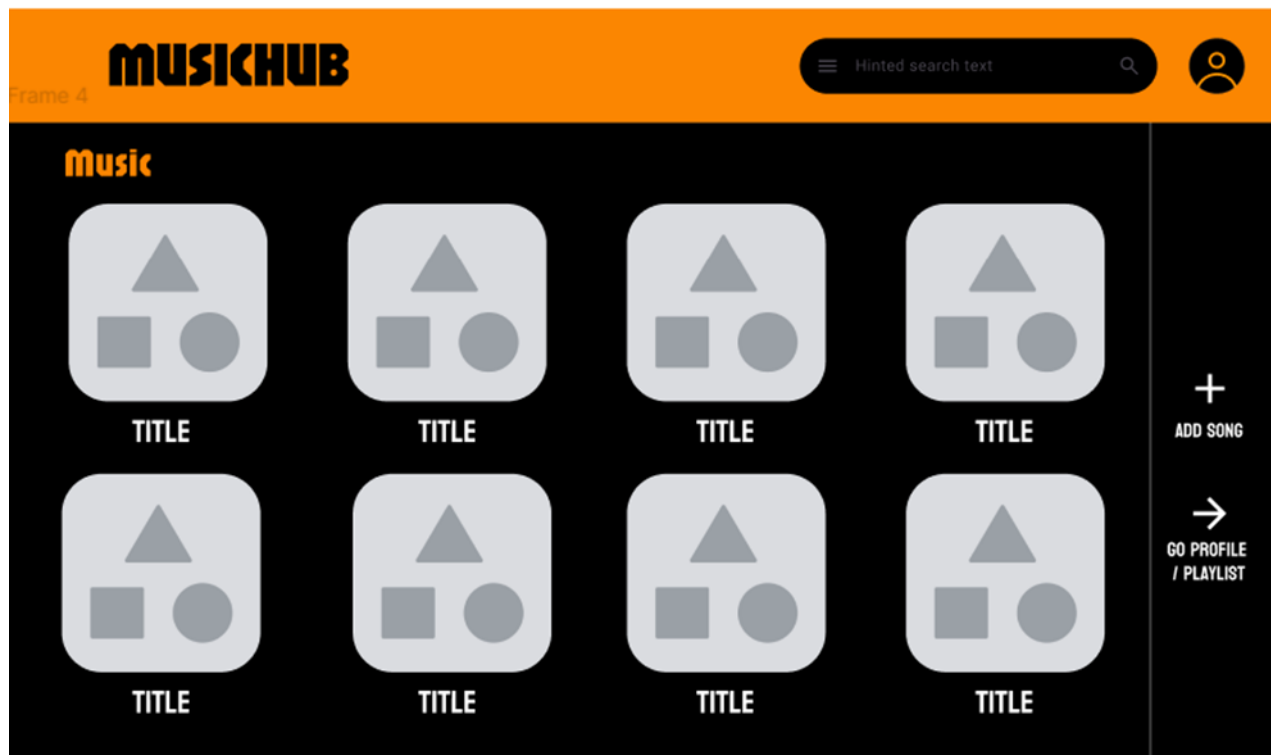 MUSICHUB
Hinted search text
Frame 4
Music
TITLE
TITLE
TITLE
TITLE
ADD SONG
GO PROFILE
/ PLAYLIST
TITLE
TITLE
TITLE
TITLE